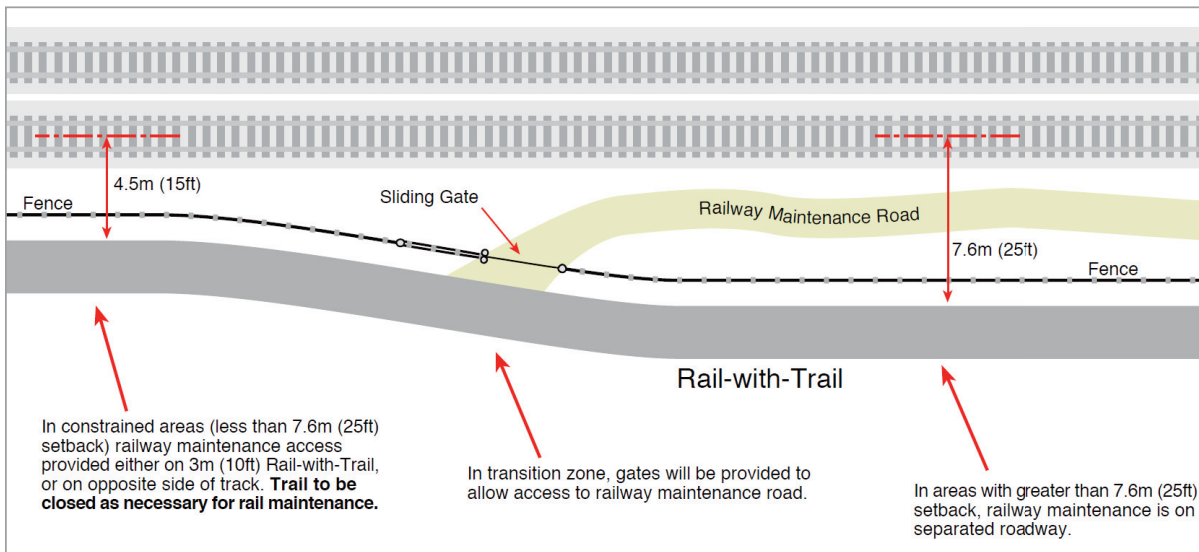 4.5m (15ft)
Fence
Sliding Gate
Railway Maintenance Road
7.6m (25ft)
Fence
Rail-with-Trail
In constrained areas (less than 7.6m (25ft)
setback) railway maintenance access
provided either on 3m (10ft) Rail-with-Trail,
or on opposite side of track. Trail to be
closed as necessary for rail maintenance.
In transition zone, gates will be provided to
allow access to railway maintenance road.
In areas with greater than 7.6m (25ft)
setback, railway maintenance is on
separated roadway.